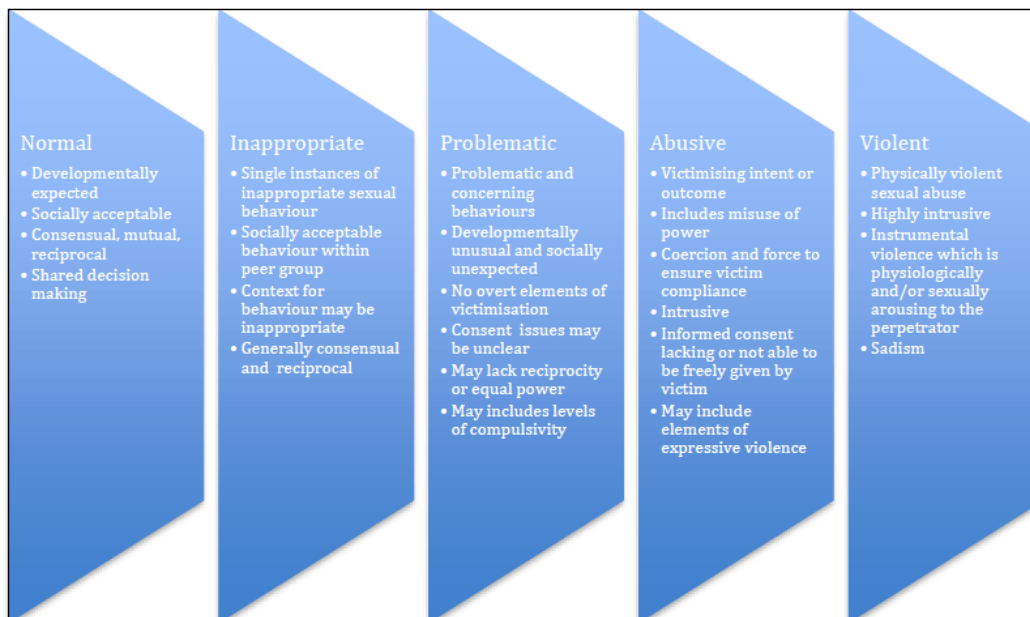 Normal
• Developmentally
expected
• Socially acceptable
• Consensual, mutual,
reciprocal
• Shared decision
making
Inappropriate
• Single instances of
inappropriate sexual
behaviour
• Socially acceptable
behaviour within
peer group
• Context for
behaviour may be
inappropriate
• Generally consensual
and reciprocal
Problematic
• Problematic and
concerning
behaviours
• Developmentally
unusual and socially
unexpected
• No overt elements of
victimisation
• Consent issues may
be unclear
• May lack reciprocity
or equal power
• May includes levels
of compulsivity
Abusive
• Victimising intent or
outcome
• Includes misuse of
power
• Coercion and force to
ensure victim
compliance
• Intrusive
• Informed consent
lacking or not able to
be freely given by
victim
• May include
elements of
expressive violence
Violent
• Physically violent
sexual abuse
• Highly intrusive
• Instrumental
violence which is
physiologically
and/or sexually
arousing to the
perpetrator
• Sadism